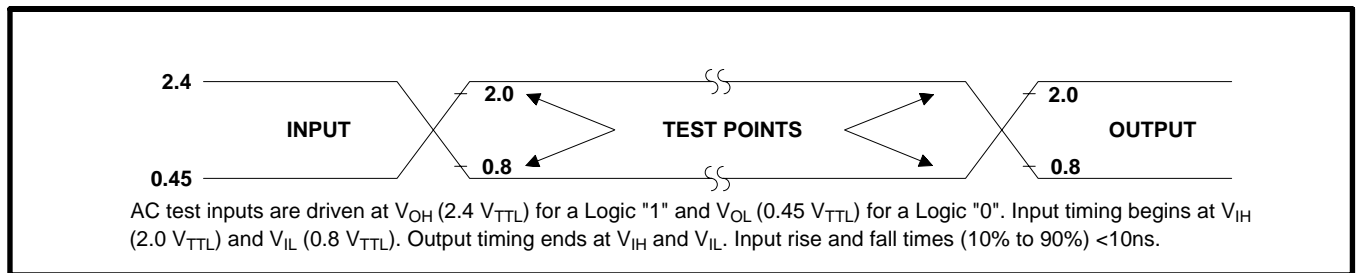 2.4
2.0 2.0
INPUT TEST POINTS OUTPUT
0.8 0.8
0.45
AC test inputs are driven at VOH (2.4 VTTL) for a Logic "1" and VOL (0.45 VTTL) for a Logic "0". Input timing begins at VIH
(2.0 VTTL) and VIL (0.8 VTTL). Output timing ends at VIH and VIL. Input rise and fall times (10% to 90%) <10ns.